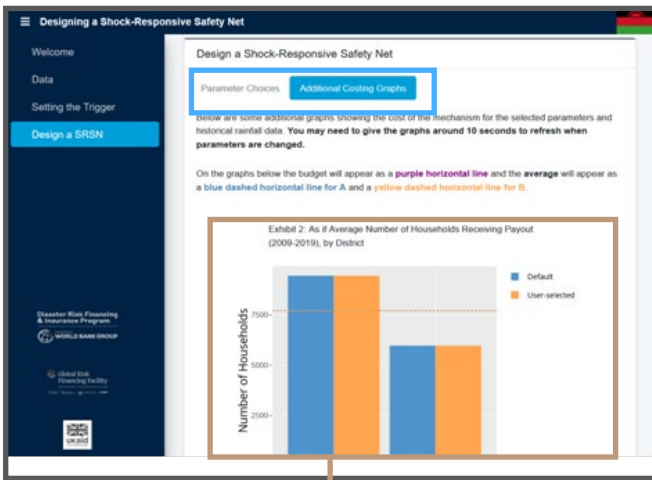 Designing a Shock-Responsive Safety Net
Welcome
Data
Setting the Trigger
Design a SRSN
Disaster Risk Financing
& Insurance Program
WORLD BANK GROUP
Global Risk
Financing Facility
ukaid
Design a Shock-Responsive Safety Net
Parameter Choices
Additional Costing Graphs
Below are some additional graphs showing the cost of the mechanism for the selected parameters and
historical rainfall data. You may need to give the graphs around 10 seconds to refresh when
parameters are changed.
On the graphs below the budget will appear as a purple horizontal line and the average will appear as
a blue dashed horizontal line for A and a yellow dashed horizontal line for B.
Exhibit 2: As if Average Number of Households Receiving Payout
(2009-2019), by District
Default
User-selected
Number of Households
7500
5000
2500